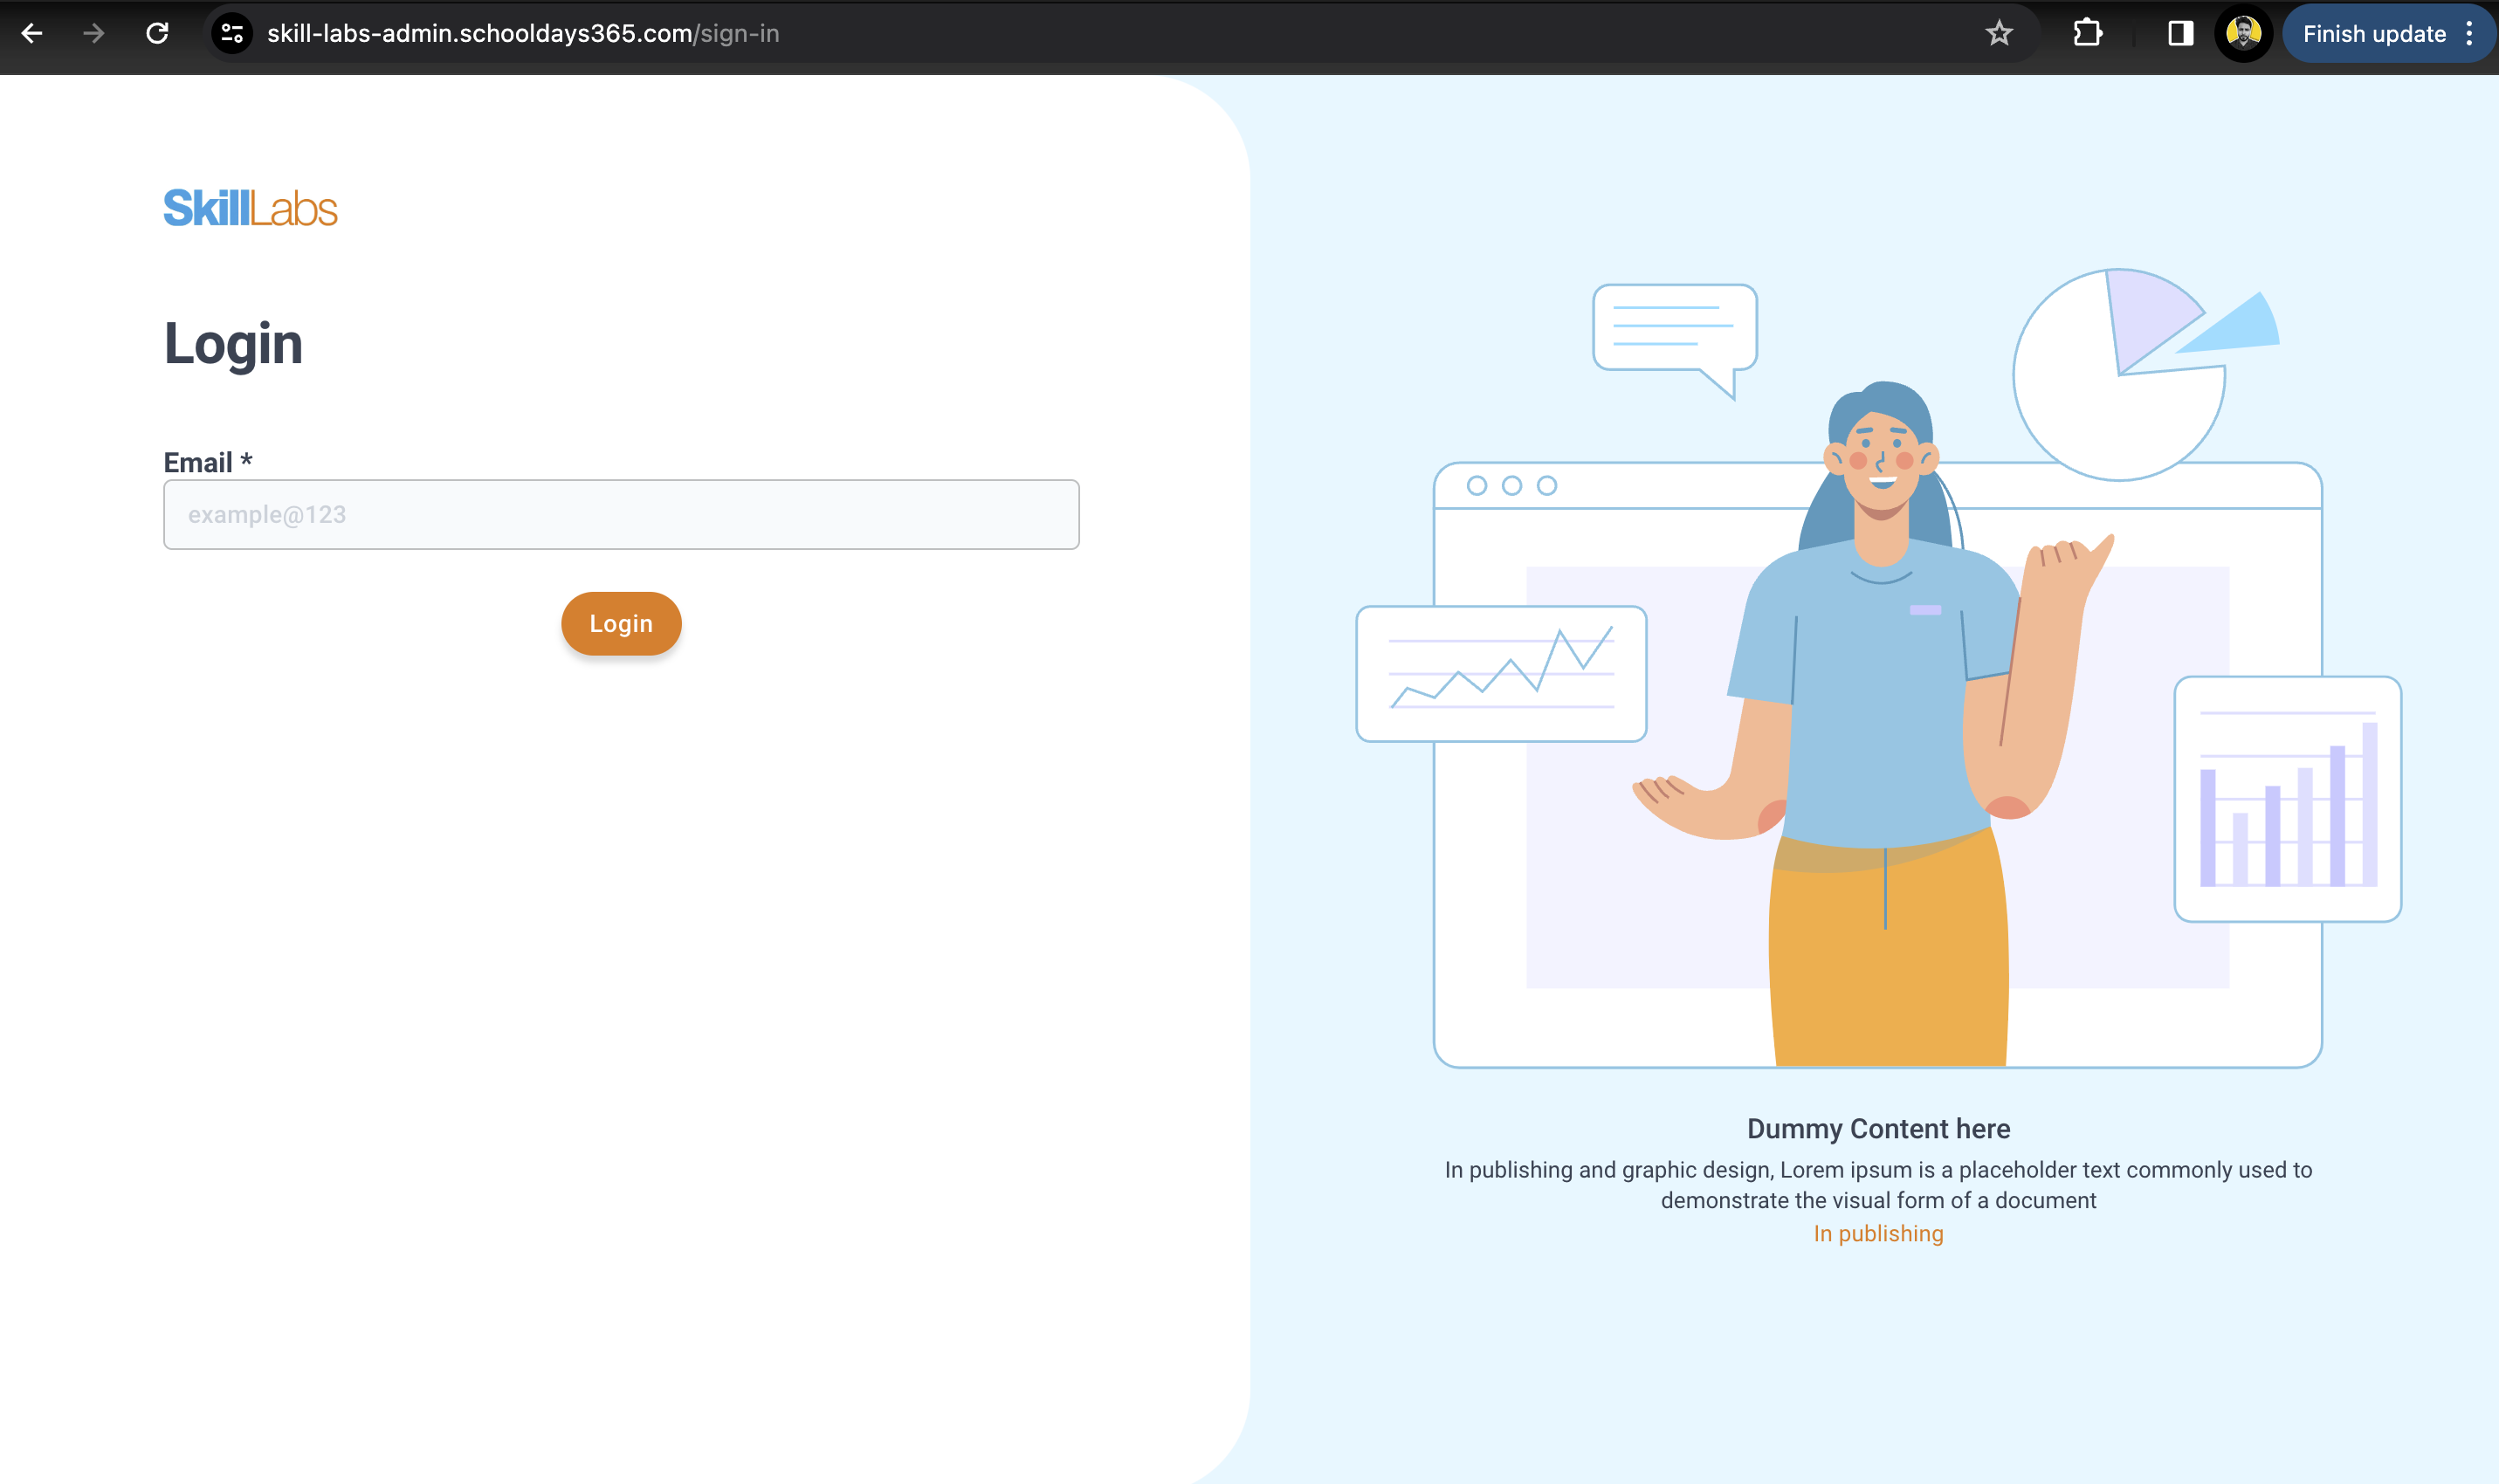 skill-labs-admin.schooldays365.com/sign-in
Finish update
SkillLabs
Login
Email *
example@123
Login
Dummy Content here
In publishing and graphic design, Lorem ipsum is a placeholder text commonly used to
demonstrate the visual form of a document
In publishing